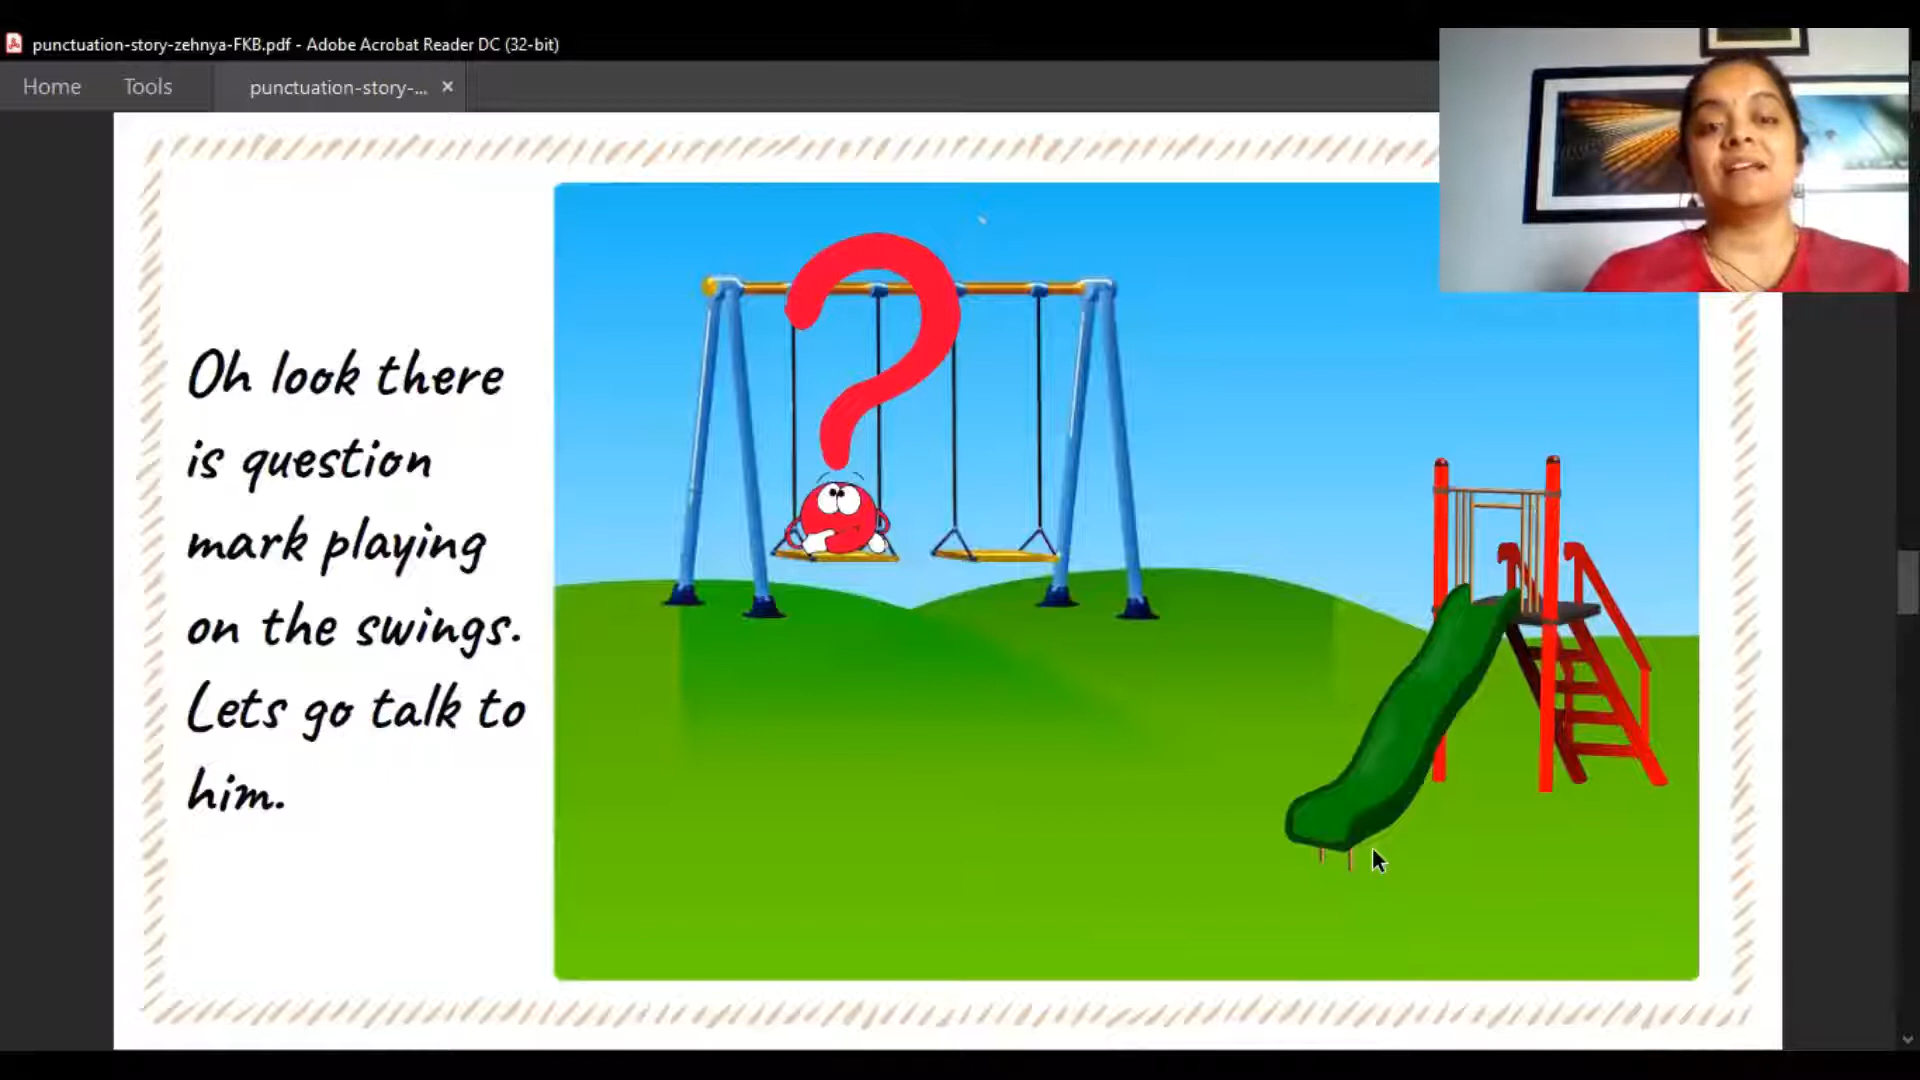 punctuation-story-zehnya-FKB.pdf - Adobe Acrobat Reader DC (32-bit)
Home Tools punctuation-story-...
Oh look there
is question
mark playing
on the swings.
Lets go talk to
him.
?